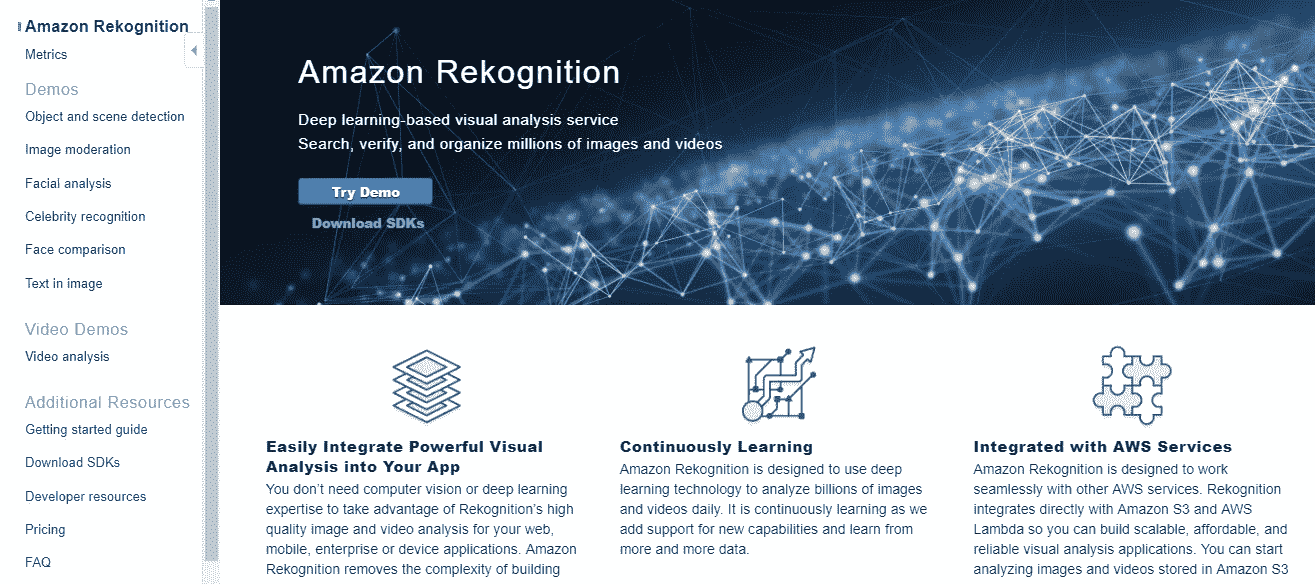 Amazon Rekognition
Metrics
Demos
Object and scene detection
Image moderation
Facial analysis
Celebrity recognition
Face comparison
Text in image
Video Demos
Video analysis
Additional Resources
Getting started guide
Download SDKs
Developer resources
Pricing
FAQ
Amazon Rekognition
Deep learning-based visual analysis service
Search, verify, and organize millions of images and videos
Try Demo
Download SDKs
Easily Integrate Powerful Visual
Analysis into Your App
You don’t need computer vision or deep learning
expertise to take advantage of Rekognition’s high
quality image and video analysis for your web,
mobile, enterprise or device applications. Amazon
Rekognition removes the complexity of building
Continuously Learning
Amazon Rekognition is designed to use deep
learning technology to analyze billions of images
and videos daily. It is continuously learning as we
add support for new capabilities and learn from
more and more data.
Integrated with AWS Services
Amazon Rekognition is designed to work
seamlessly with other AWS services. Rekognition
integrates directly with Amazon S3 and AWS
Lambda so you can build scalable, affordable, and
reliable visual analysis applications. You can start
analyzing images and videos stored in Amazon S3